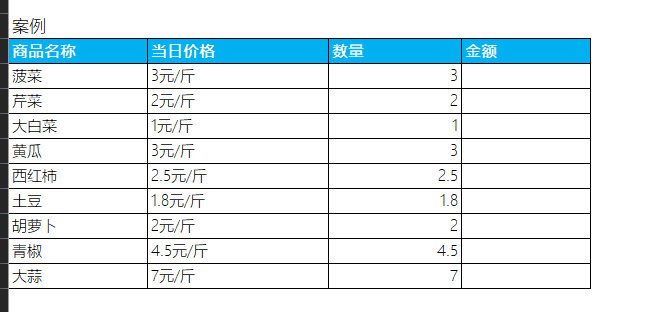 案例
商品名称 当日价格 数量 金额
菠菜 3元/斤 3
芹菜 2元/斤 2
大白菜 1元/斤 1
黄瓜 3元/斤 3
西红柿 2.5元/斤 2.5
土豆 1.8元/斤 1.8
胡萝卜 2元/斤 2
青椒 4.5元/斤 4.5
大蒜 7元/斤 7